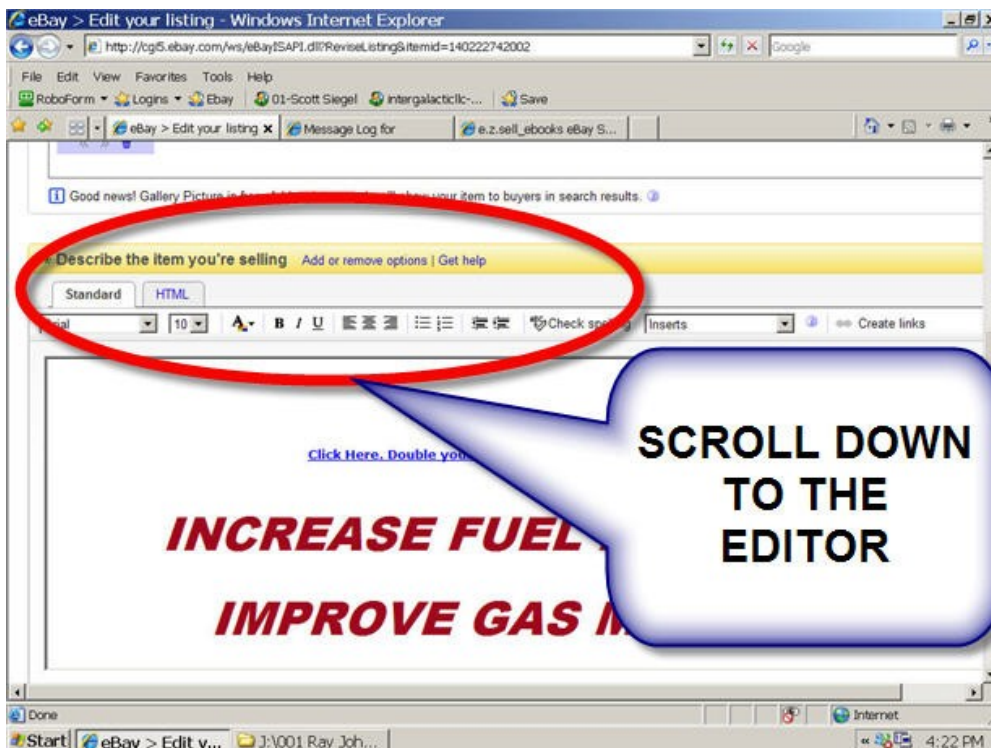 eBay > Edit your listing - Windows Internet Explorer
http://cgi5.ebay.com/ws/eBayISAPI.dll?ReviseListing&itemid=140222742002 Google
File Edit View Favorites Tools Help
RoboForm Logins Ebay 01-Scott Siegel intergalacticllc-... Save
eBay > Edit your listing Message Log for e.z.sell_ebooks eBay S...
Good news! Gallery Picture is your item to buyers in search results.
Describe the item you're selling Add or remove options | Get help
Standard HTML
10 A B I U Check Inserts Create links
Click Here. Double
INCREASE FUEL
IMPROVE GAS
SCROLL DOWN
TO THE
EDITOR
Done Internet
Start eBay > Edit y... J:\001 Ray Joh... 4:22 PM